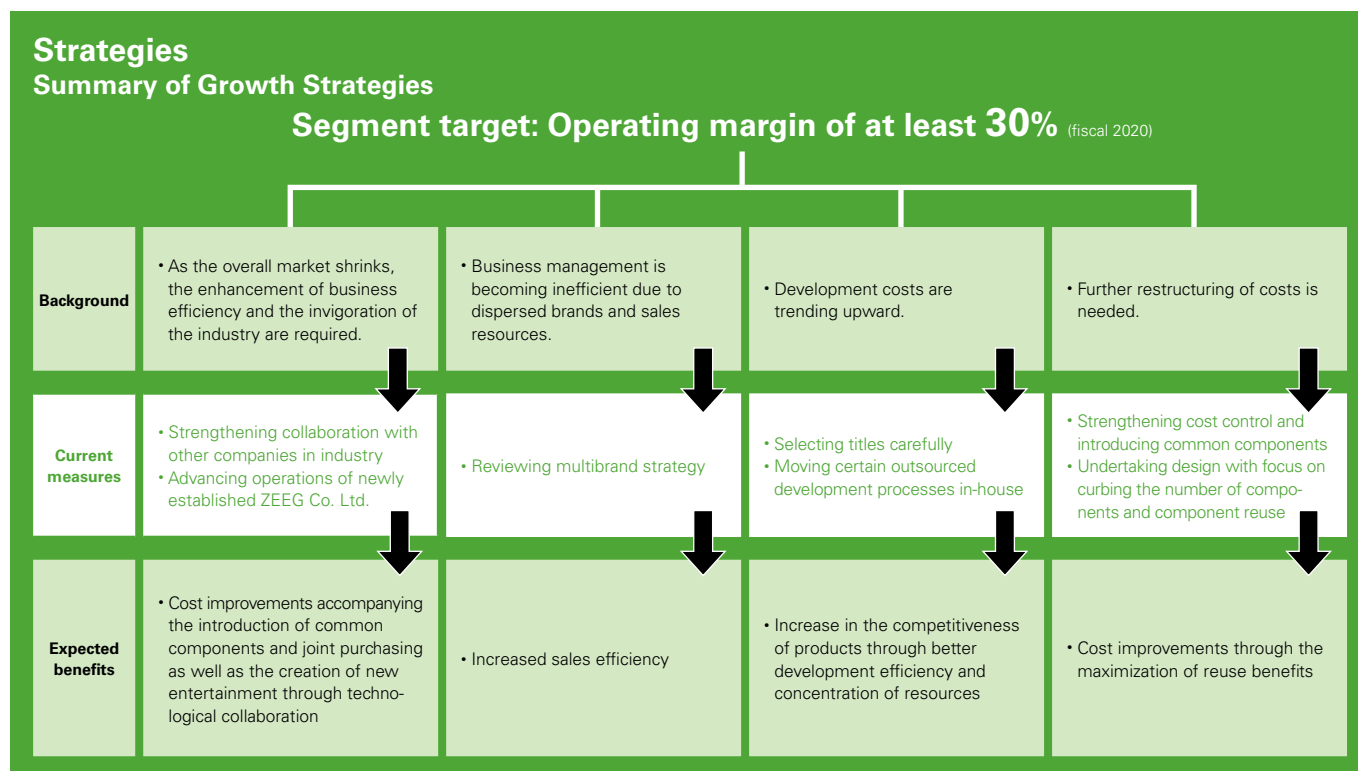 Strategies
Summary of Growth Strategies
Segment target: Operating margin of at least 30% (fiscal 2020)
Background
• As the overall market shrinks,
the enhancement of business
efficiency and the invigoration of
the industry are required.
• Business management is
becoming inefficient due to
dispersed brands and sales
resources.
• Development costs are
trending upward.
• Further restructuring of costs is
needed.
Current
measures
• Strengthening collaboration with
other companies in industry
• Advancing operations of newly
established ZEEG Co. Ltd.
• Reviewing multibrand strategy
• Selecting titles carefully
• Moving certain outsourced
development processes in-house
• Strengthening cost control and
introducing common components
• Undertaking design with focus on
curbing the number of compo-
nents and component reuse
Expected
benefits
• Cost improvements accompanying
the introduction of common
components and joint purchasing
as well as the creation of new
entertainment through techno-
logical collaboration
• Increased sales efficiency
• Increase in the competitiveness
of products through better
development efficiency and
concentration of resources
• Cost improvements through the
maximization of reuse benefits